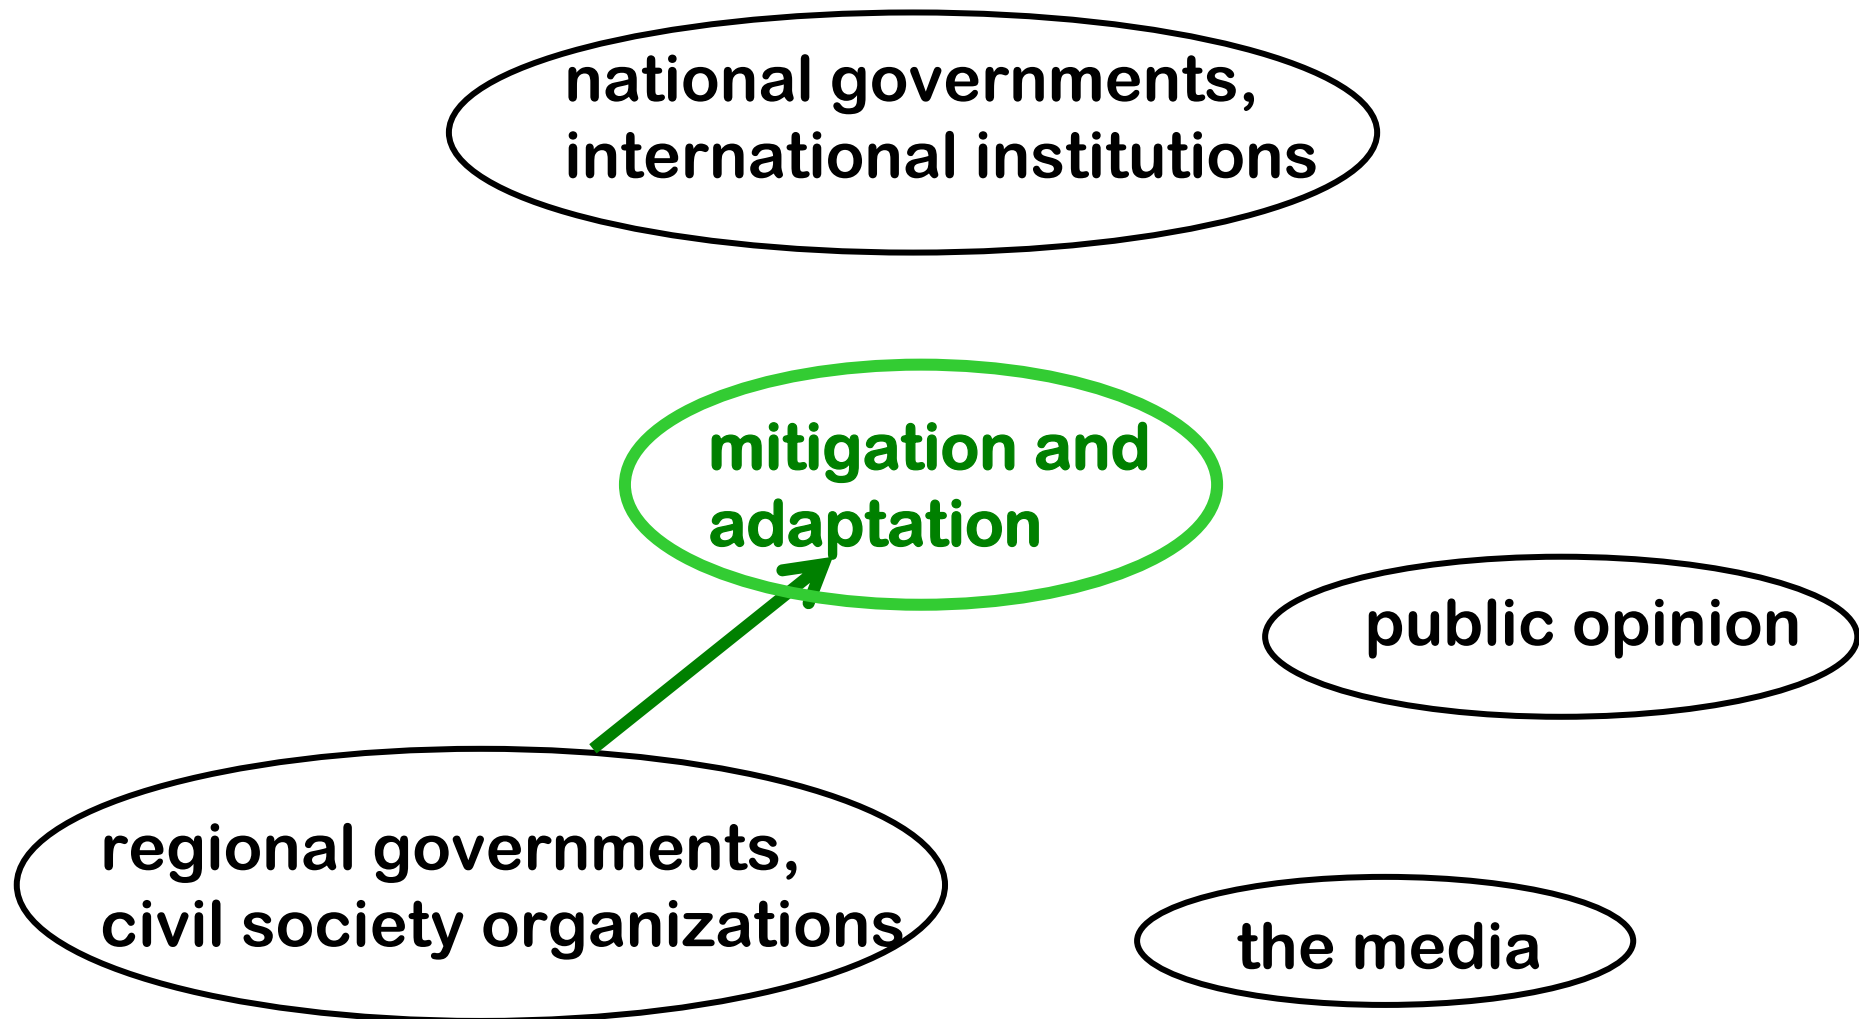 national governments,
international institutions
mitigation and
adaptation
public opinion
regional governments,
civil society organizations
the media